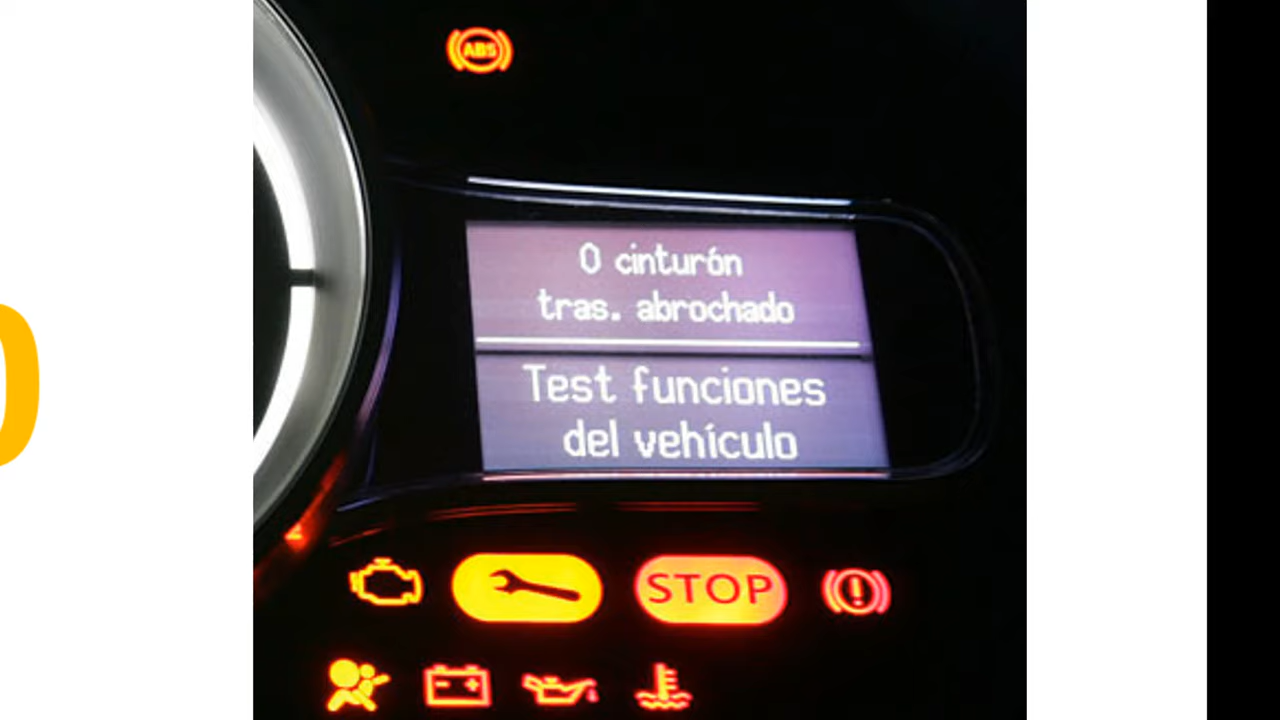 ABS
0 cinturón
tras. abrochado
Test funciones
del vehículo
STOP